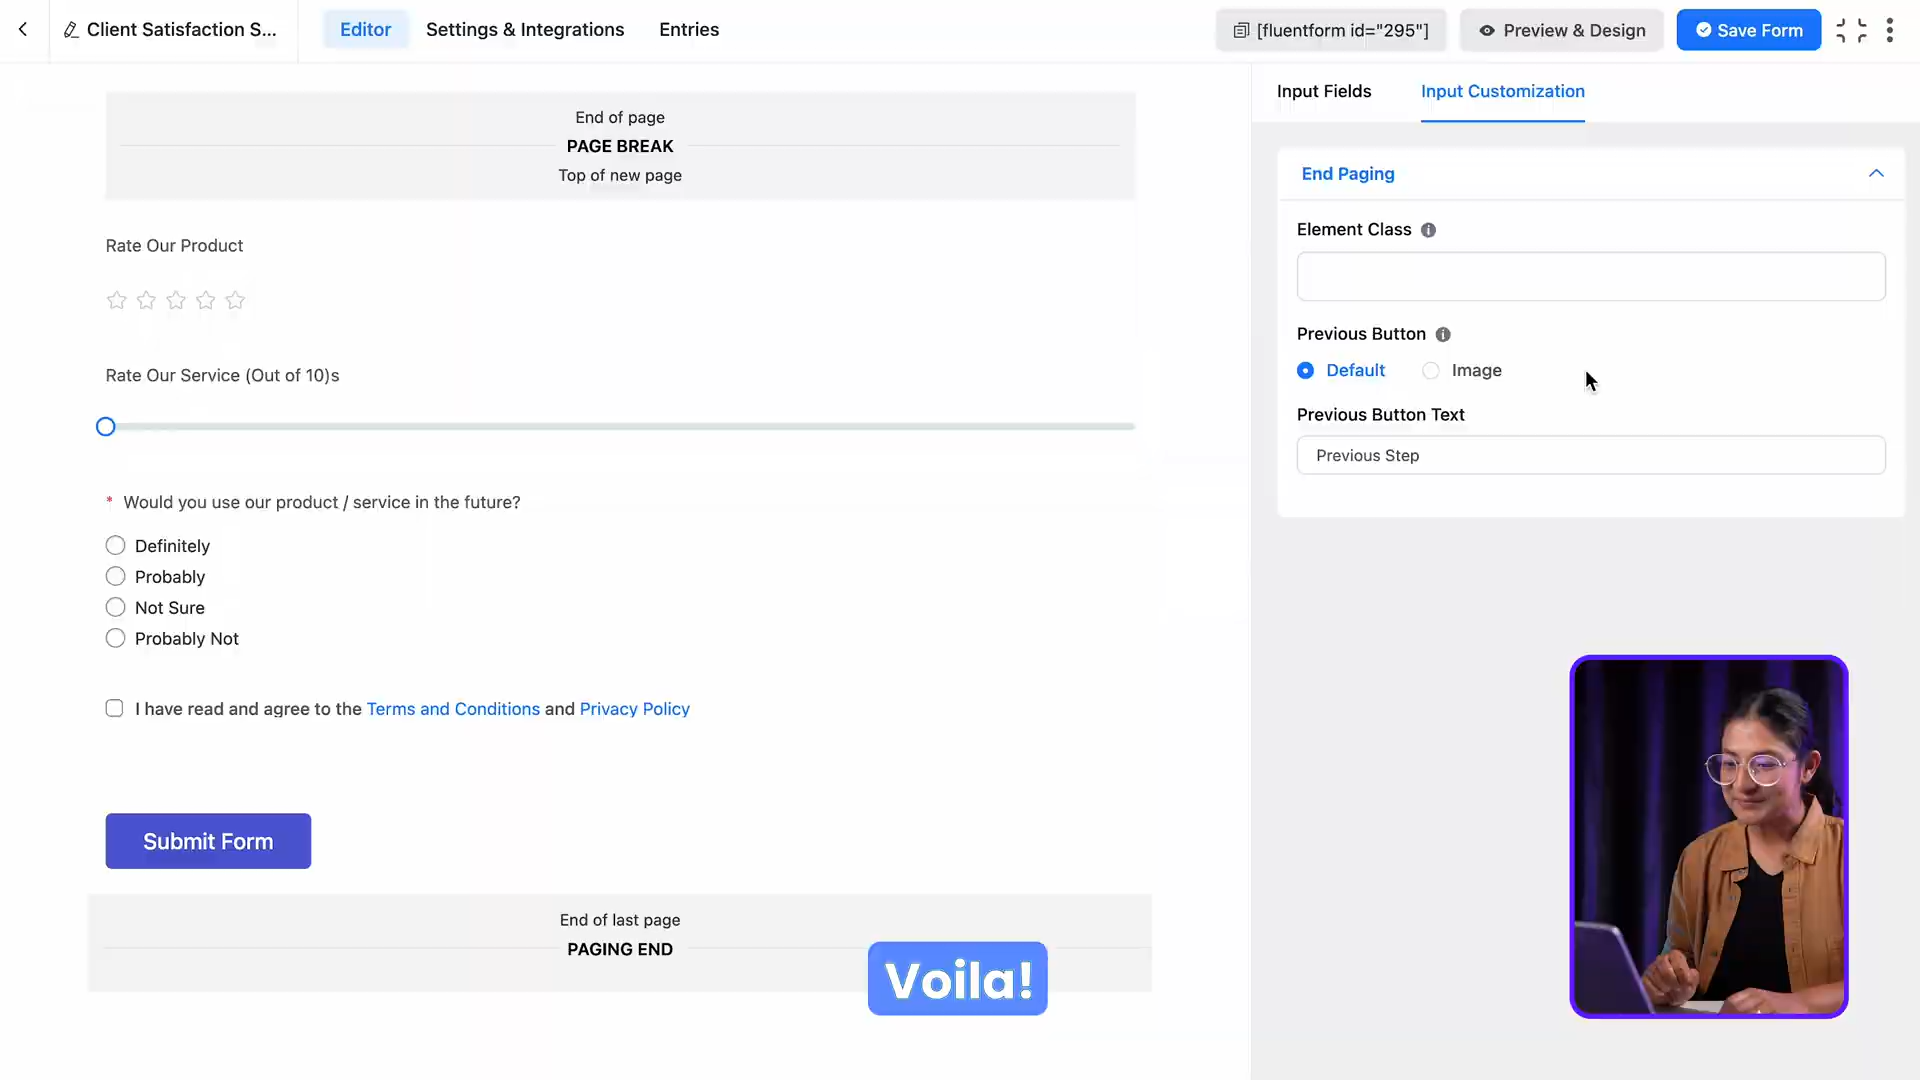 Client Satisfaction S...
Editor
Settings & Integrations
Entries
[fluentform id="295"]
Preview & Design
Save Form
End of page
PAGE BREAK
Top of new page
Rate Our Product
Rate Our Service (Out of 10)s
* Would you use our product / service in the future?
Definitely
Probably
Not Sure
Probably Not
I have read and agree to the Terms and Conditions and Privacy Policy
Submit Form
End of last page
PAGING END
Voila!
Input Fields
Input Customization
End Paging
Element Class
Previous Button
Default
Image
Previous Button Text
Previous Step